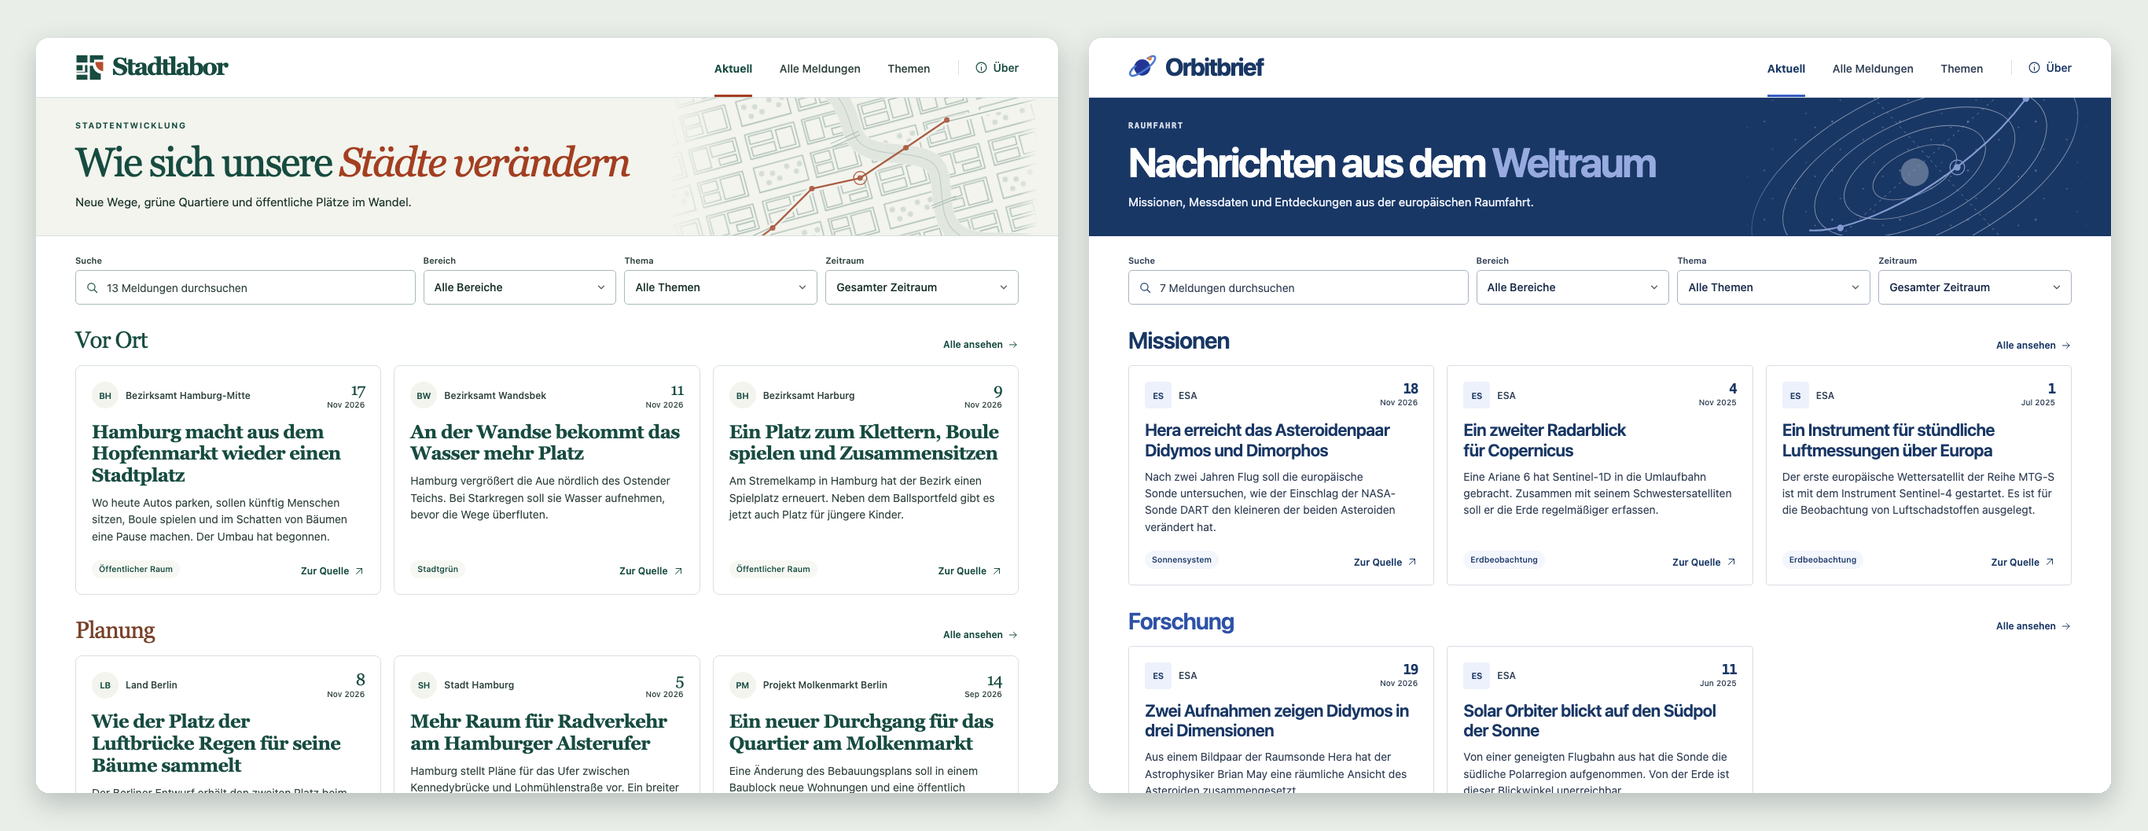 Stadtlabor
Aktuell
Alle Meldungen
Themen
Über
STADTENTWICKLUNG
Wie sich unsere Städte verändern
Neue Wege, grüne Quartiere und öffentliche Plätze im Wandel.
Suche
Bereich
Thema
Zeitraum
13 Meldungen durchsuchen
Alle Bereiche
Alle Themen
Gesamter Zeitraum
Vor Ort
Alle ansehen
BH
Bezirksamt Hamburg-Mitte
17
Nov 2026
Hamburg macht aus dem
Hopfenmarkt wieder einen
Stadtplatz
Wo heute Autos parken, sollen künftig Menschen
sitzen, Boule spielen und im Schatten von Bäumen
eine Pause machen. Der Umbau hat begonnen.
Öffentlicher Raum
Zur Quelle
BW
Bezirksamt Wandsbek
11
Nov 2026
An der Wandse bekommt das
Wasser mehr Platz
Hamburg vergrößert die Aue nördlich des Ostender
Teichs. Bei Starkregen soll sie Wasser aufnehmen,
bevor die Wege überfluten.
Stadtgrün
Zur Quelle
BH
Bezirksamt Harburg
9
Nov 2026
Ein Platz zum Klettern, Boule
spielen und Zusammensitzen
Am Stremelkamp in Hamburg hat der Bezirk einen
Spielplatz erneuert. Neben dem Ballsportfeld gibt es
jetzt auch Platz für jüngere Kinder.
Öffentlicher Raum
Zur Quelle
Planung
Alle ansehen
LB
Land Berlin
8
Nov 2026
Wie der Platz der
Luftbrücke Regen für seine
Bäume sammelt
Der Berliner Entwurf erhält den zweiten Platz beim
SH
Stadt Hamburg
5
Nov 2026
Mehr Raum für Radverkehr
am Hamburger Alsterufer
Hamburg stellt Pläne für das Ufer zwischen
Kennedybrücke und Lohmühlenstraße vor. Ein breiter
PM
Projekt Molkenmarkt Berlin
14
Sep 2026
Ein neuer Durchgang für das
Quartier am Molkenmarkt
Eine Änderung des Bebauungsplans soll in einem
Baublock neue Wohnungen und eine öffentlich
Orbitbrief
Aktuell
Alle Meldungen
Themen
Über
RAUMFAHRT
Nachrichten aus dem Weltraum
Missionen, Messdaten und Entdeckungen aus der europäischen Raumfahrt.
Suche
Bereich
Thema
Zeitraum
7 Meldungen durchsuchen
Alle Bereiche
Alle Themen
Gesamter Zeitraum
Missionen
Alle ansehen
ES
ESA
18
Nov 2026
Hera erreicht das Asteroidenpaar
Didymos und Dimorphos
Nach zwei Jahren Flug soll die europäische
Sonde untersuchen, wie der Einschlag der NASA-
Sonde DART den kleineren der beiden Asteroiden
verändert hat.
Sonnensystem
Zur Quelle
ES
ESA
4
Nov 2025
Ein zweiter Radarblick
für Copernicus
Eine Ariane 6 hat Sentinel-1D in die Umlaufbahn
gebracht. Zusammen mit seinem Schwestersatelliten
soll er die Erde regelmäßiger erfassen.
Erdbeobachtung
Zur Quelle
ES
ESA
1
Jul 2025
Ein Instrument für stündliche
Luftmessungen über Europa
Der erste europäische Wettersatellit der Reihe MTG-S
ist mit dem Instrument Sentinel-4 gestartet. Es ist für
die Beobachtung von Luftschadstoffen ausgelegt.
Erdbeobachtung
Zur Quelle
Forschung
Alle ansehen
ES
ESA
19
Nov 2026
Zwei Aufnahmen zeigen Didymos in
drei Dimensionen
Aus einem Bildpaar der Raumsonde Hera hat der
Astrophysiker Brian May eine räumliche Ansicht des
Asteroiden zusammengesetzt.
ES
ESA
11
Jun 2025
Solar Orbiter blickt auf den Südpol
der Sonne
Von einer geneigten Flugbahn aus hat die Sonde die
südliche Polarregion aufgenommen. Von der Erde ist
dieser Blickwinkel unerreichbar.